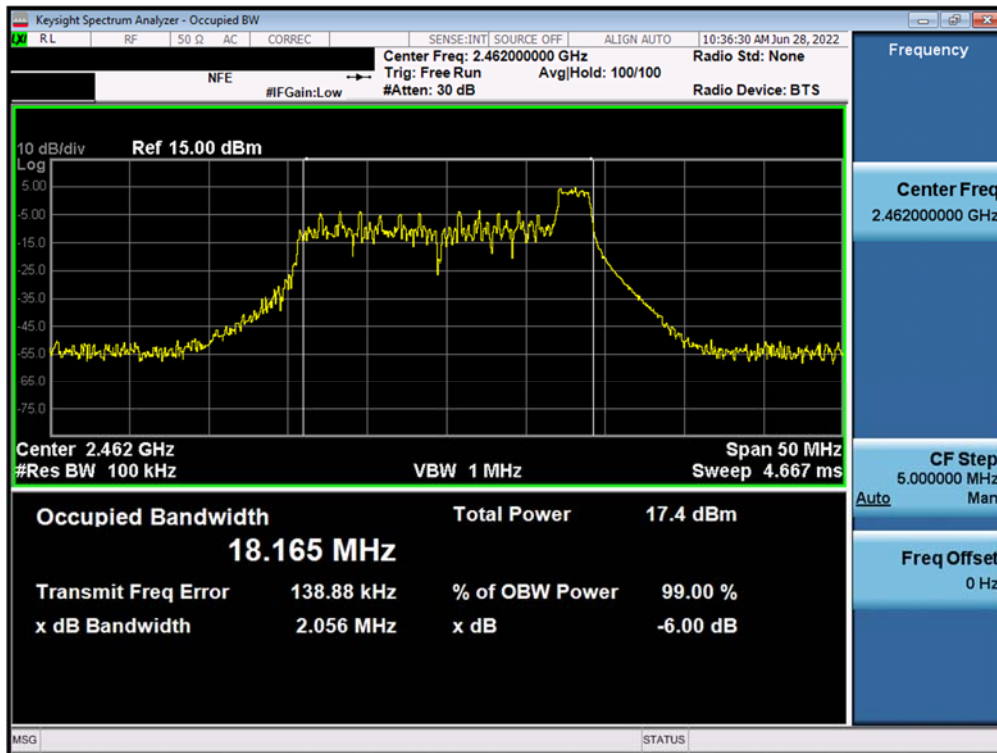 Keysight Spectrum Analyzer - Occupied BW
LXI RL RF 50 Ω AC CORREC SENSE:INT SOURCE OFF ALIGN AUTO 10:36:30 AM Jun 28, 2022
Center Freq: 2.462000000 GHz Radio Std: None
NFE Trig: Free Run Avg|Hold: 100/100
#IFGain:Low #Atten: 30 dB Radio Device: BTS
10 dB/div Ref 15.00 dBm
Log
5.00
-5.00
-15.0
-25.0
-35.0
-45.0
-55.0
-65.0
-75.0
Center 2.462 GHz Span 50 MHz
#Res BW 100 kHz VBW 1 MHz Sweep 4.667 ms
Occupied Bandwidth Total Power 17.4 dBm
18.165 MHz
Transmit Freq Error 138.88 kHz % of OBW Power 99.00 %
x dB Bandwidth 2.056 MHz x dB -6.00 dB
MSG STATUS
Frequency
Center Freq
2.462000000 GHz
CF Step
5.000000 MHz
Auto Man
Freq Offset
0 Hz